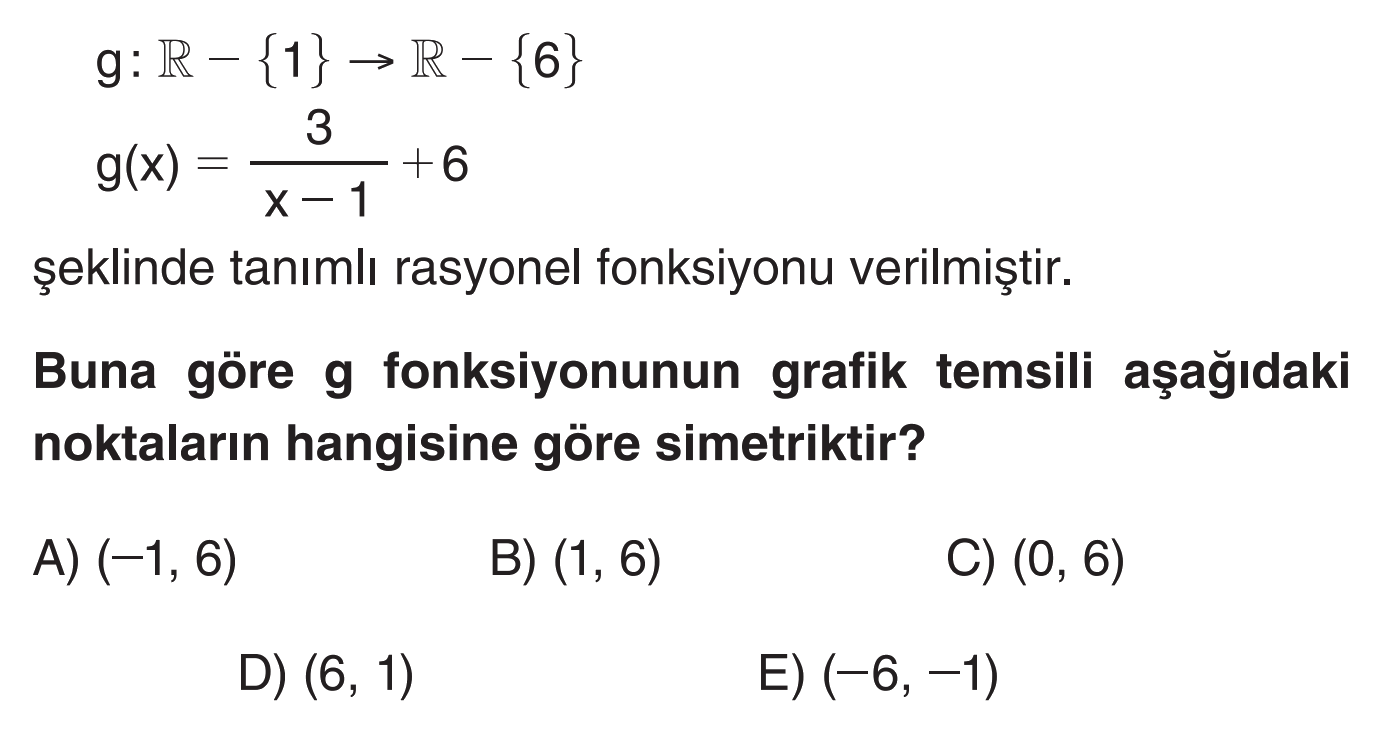 g: ℝ – {1} → ℝ – {6}
g(x) = 3/(x – 1) + 6
şeklinde tanımlı rasyonel fonksiyonu verilmiştir.
Buna göre g fonksiyonunun grafik temsili aşağıdaki
noktaların hangisine göre simetriktir?
A) (–1, 6) B) (1, 6) C) (0, 6)
D) (6, 1) E) (–6, –1)